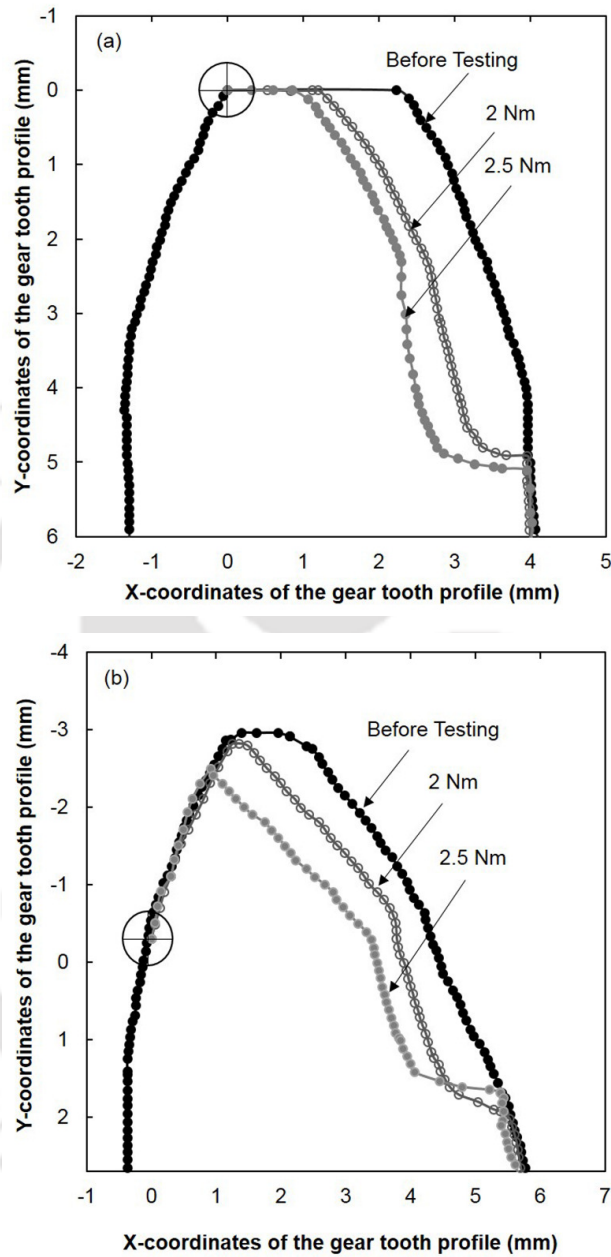 -1
(a)
Before Testing
0
2 Nm
1
2.5 Nm
2
3
4
5
6
Y-coordinates of the gear tooth profile (mm)
-2 -1 0 1 2 3 4 5
X-coordinates of the gear tooth profile (mm)
-4
(b)
-3
Before Testing
2 Nm
-2
2.5 Nm
-1
0
1
2
Y-coordinates of the gear tooth profile (mm)
-1 0 1 2 3 4 5 6 7
X-coordinates of the gear tooth profile (mm)